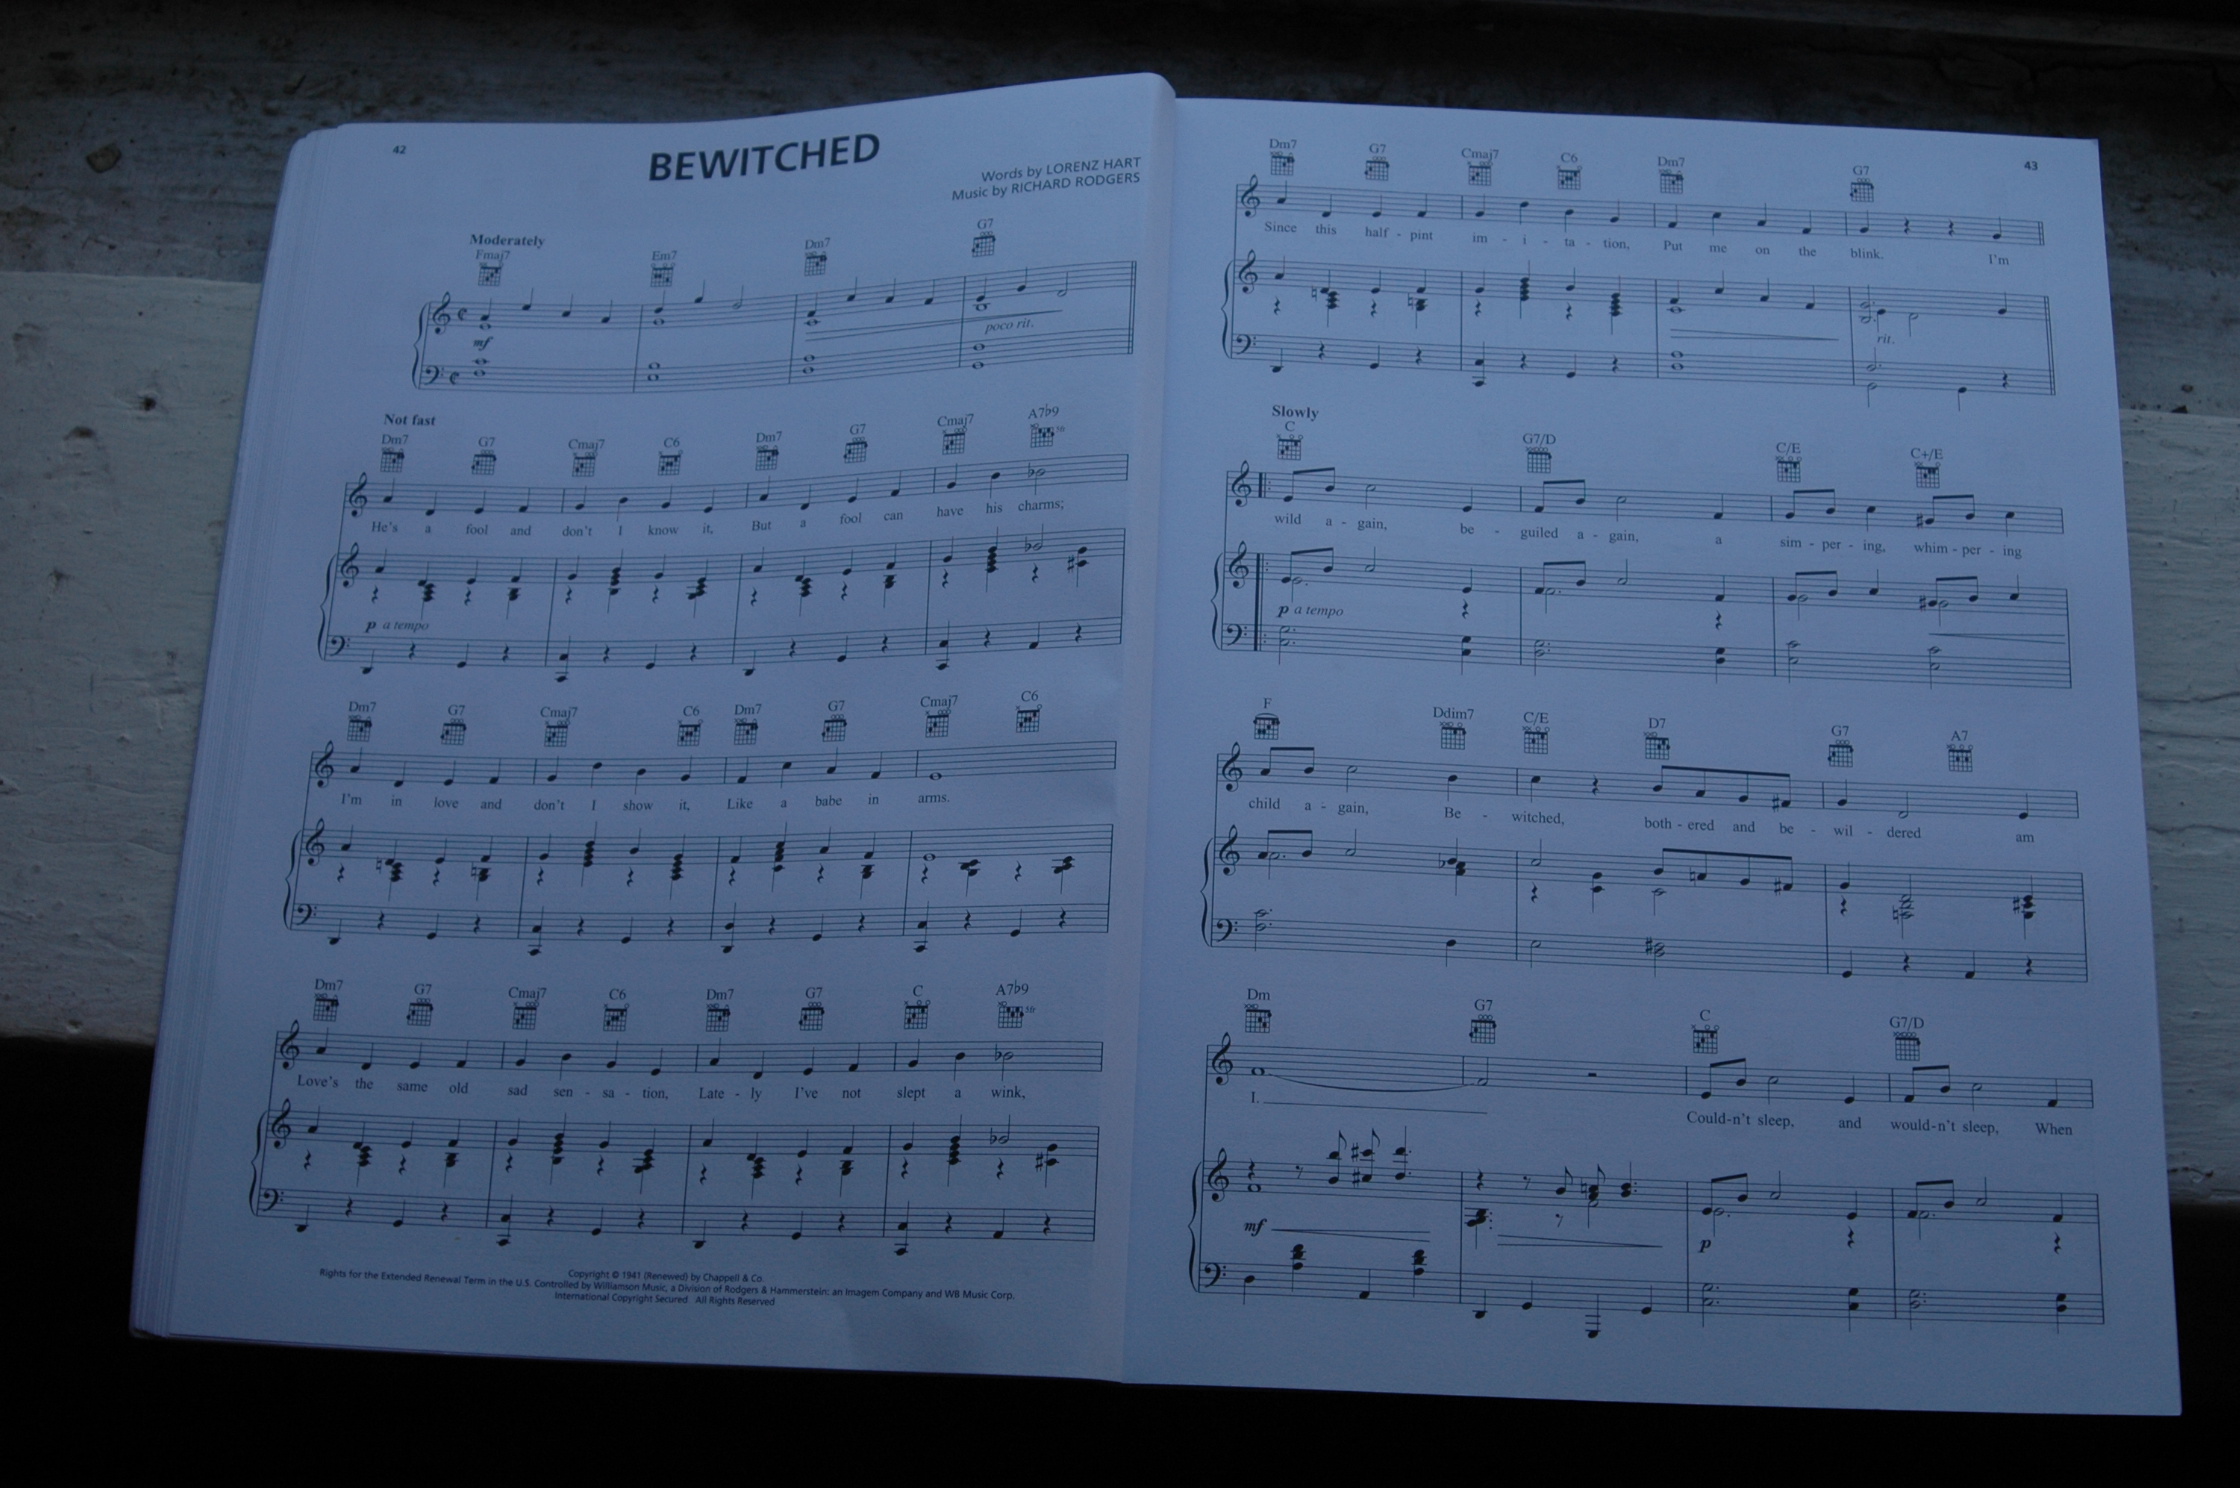 42
BEWITCHED
Words by LORENZ HART
Music by RICHARD RODGERS
Moderately
Fmaj7 Em7 Dm7 G7
mf poco rit.
Not fast
Dm7 G7 Cmaj7 C6 Dm7 G7 Cmaj7 A7♭9
He's a fool and don't I know it, But a fool can have his charms;
p a tempo
Dm7 G7 Cmaj7 C6 Dm7 G7 Cmaj7 C6
I'm in love and don't I show it, Like a babe in arms.
Dm7 G7 Cmaj7 C6 Dm7 G7 C A7♭9
Love's the same old sad sen - sa - tion, Late - ly I've not slept a wink,
Copyright © 1941 (Renewed) by Chappell & Co.
Rights for the Extended Renewal Term in the U.S. Controlled by Williamson Music, a Division of Rodgers & Hammerstein: an Imagem Company and WB Music Corp.
International Copyright Secured All Rights Reserved
43
Dm7 G7 Cmaj7 C6 Dm7 G7
Since this half - pint im - i - ta - tion, Put me on the blink. I'm
rit.
Slowly
C G7/D C/E C+/E
wild a - gain, be - guiled a - gain, a sim - per - ing, whim - per - ing
p a tempo
F Ddim7 C/E D7 G7 A7
child a - gain, Be - witched, both - ered and be - wil - dered am
Dm G7 C G7/D
I. Could-n't sleep, and would-n't sleep, When
mf p